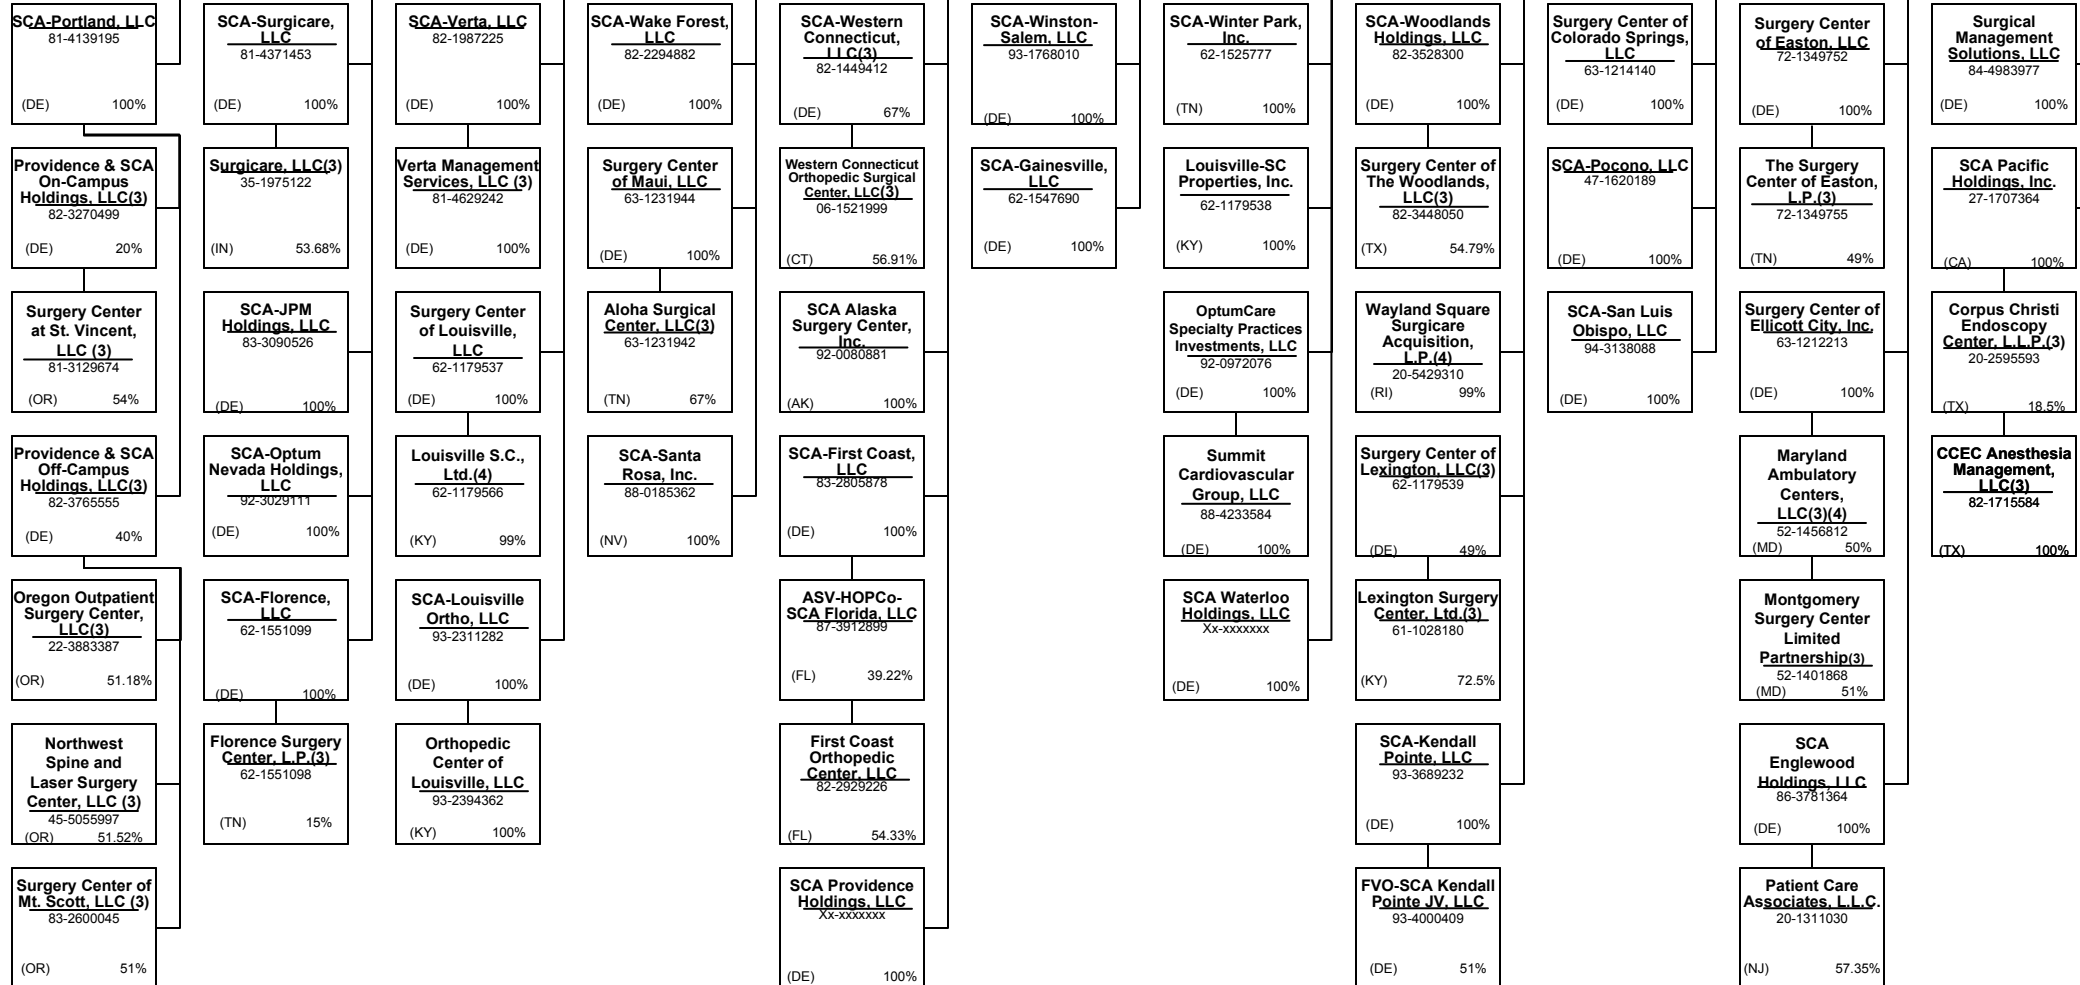 SCA-Portland, LLC
81-4139195
(DE) 100%
Providence & SCA
On-Campus
Holdings, LLC(3)
82-3270499
(DE) 20%
Surgery Center
at St. Vincent,
LLC (3)
81-3129674
(OR) 54%
Providence & SCA
Off-Campus
Holdings, LLC(3)
82-3765555
(DE) 40%
Oregon Outpatient
Surgery Center,
LLC(3)
22-3883387
(OR) 51.18%
Northwest
Spine and
Laser Surgery
Center, LLC (3)
45-5055997
(OR) 51.52%
Surgery Center of
Mt. Scott, LLC (3)
83-2600045
(OR) 51%
SCA-Surgicare,
LLC
81-4371453
(DE) 100%
Surgicare, LLC(3)
35-1975122
(IN) 53.68%
SCA-JPM
Holdings, LLC
83-3090526
(DE) 100%
SCA-Optum
Nevada Holdings,
LLC
92-3029111
(DE) 100%
SCA-Florence,
LLC
62-1551099
(DE) 100%
Florence Surgery
Center, L.P.(3)
62-1551098
(TN) 15%
SCA-Verta, LLC
82-1987225
(DE) 100%
Verta Management
Services, LLC (3)
81-4629242
(DE) 100%
Surgery Center
of Louisville,
LLC
62-1179537
(DE) 100%
Louisville S.C.,
Ltd.(4)
62-1179566
(KY) 99%
SCA-Louisville
Ortho, LLC
93-2311282
(DE) 100%
Orthopedic
Center of
Louisville, LLC
93-2394362
(KY) 100%
SCA-Wake Forest,
LLC
82-2294882
(DE) 100%
Surgery Center
of Maui, LLC
63-1231944
(DE) 100%
Aloha Surgical
Center, LLC(3)
63-1231942
(TN) 67%
SCA-Santa
Rosa, Inc.
88-0185362
(NV) 100%
SCA-Western
Connecticut,
LLC(3)
82-1449412
(DE) 67%
Western Connecticut
Orthopedic Surgical
Center, LLC(3)
06-1521999
(CT) 56.91%
SCA Alaska
Surgery Center,
Inc.
92-0080881
(AK) 100%
SCA-First Coast,
LLC
83-2805878
(DE) 100%
ASV-HOPCo-
SCA Florida, LLC
87-3912899
(FL) 39.22%
First Coast
Orthopedic
Center, LLC
82-2929226
(FL) 54.33%
SCA Providence
Holdings, LLC
Xx-xxxxxxx
(DE) 100%
SCA-Winston-
Salem, LLC
93-1768010
(DE) 100%
SCA-Gainesville,
LLC
62-1547690
(DE) 100%
SCA-Winter Park,
Inc.
62-1525777
(TN) 100%
Louisville-SC
Properties, Inc.
62-1179538
(KY) 100%
OptumCare
Specialty Practices
Investments, LLC
92-0972076
(DE) 100%
Summit
Cardiovascular
Group, LLC
88-4233584
(DE) 100%
SCA Waterloo
Holdings, LLC
Xx-xxxxxxx
(DE) 100%
SCA-Woodlands
Holdings, LLC
82-3528300
(DE) 100%
Surgery Center of
The Woodlands,
LLC(3)
82-3448050
(TX) 54.79%
Wayland Square
Surgicare
Acquisition,
L.P.(4)
20-5429310
(RI) 99%
Surgery Center of
Lexington, LLC(3)
62-1179539
(DE) 49%
Lexington Surgery
Center, Ltd.(3)
61-1028180
(KY) 72.5%
SCA-Kendall
Pointe, LLC
93-3689232
(DE) 100%
FVO-SCA Kendall
Pointe JV, LLC
93-4000409
(DE) 51%
Surgery Center of
Colorado Springs,
LLC
63-1214140
(DE) 100%
SCA-Pocono, LLC
47-1620189
(DE) 100%
SCA-San Luis
Obispo, LLC
94-3138088
(DE) 100%
Surgery Center
of Easton, LLC
72-1349752
(DE) 100%
The Surgery
Center of Easton,
L.P.(3)
72-1349755
(TN) 49%
Surgery Center of
Ellicott City, Inc.
63-1212213
(DE) 100%
Maryland
Ambulatory
Centers,
LLC(3)(4)
52-1456812
(MD) 50%
Montgomery
Surgery Center
Limited
Partnership(3)
52-1401868
(MD) 51%
SCA
Englewood
Holdings, LLC
86-3781364
(DE) 100%
Patient Care
Associates, L.L.C.
20-1311030
(NJ) 57.35%
Surgical
Management
Solutions, LLC
84-4983977
(DE) 100%
SCA Pacific
Holdings, Inc.
27-1707364
(CA) 100%
Corpus Christi
Endoscopy
Center, L.L.P.(3)
20-2595593
(TX) 18.5%
CCEC Anesthesia
Management,
LLC(3)
82-1715584
(TX) 100%